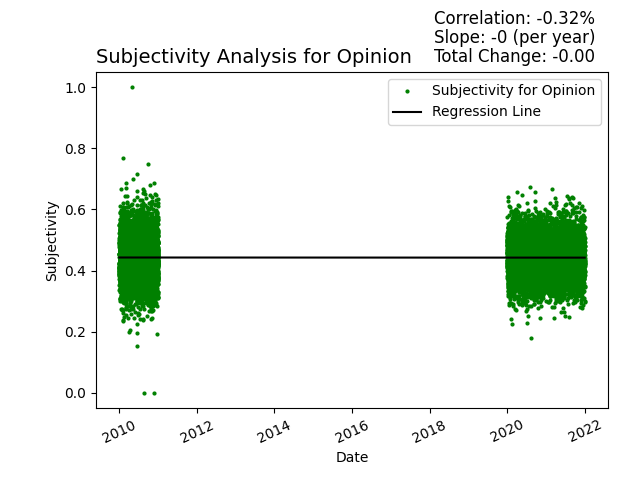 Correlation: -0.32%
Slope: -0 (per year)
Total Change: -0.00
Subjectivity Analysis for Opinion
Subjectivity for Opinion
Regression Line
1.0
0.8
0.6
0.4
0.2
0.0
Subjectivity
2010
2012
2014
2016
2018
2020
2022
Date